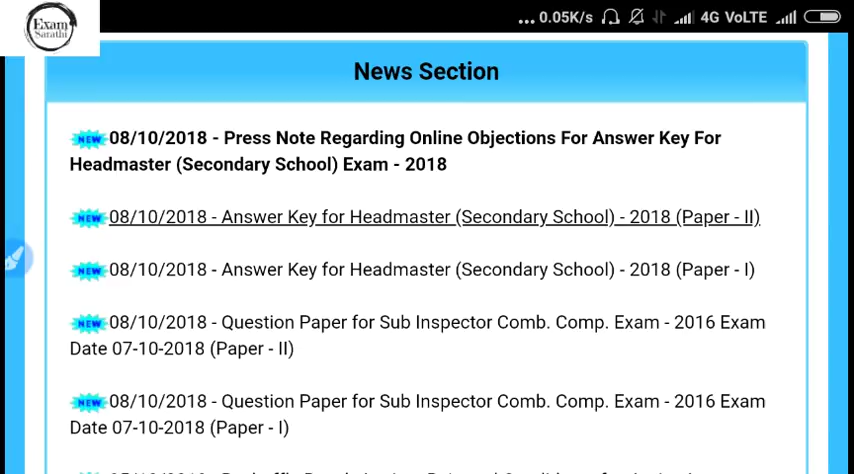 Exam
Sarathi
... 0.05K/s 4G VoLTE
News Section
NEW 08/10/2018 - Press Note Regarding Online Objections For Answer Key For
Headmaster (Secondary School) Exam - 2018
NEW 08/10/2018 - Answer Key for Headmaster (Secondary School) - 2018 (Paper - II)
NEW 08/10/2018 - Answer Key for Headmaster (Secondary School) - 2018 (Paper - I)
NEW 08/10/2018 - Question Paper for Sub Inspector Comb. Comp. Exam - 2016 Exam
Date 07-10-2018 (Paper - II)
NEW 08/10/2018 - Question Paper for Sub Inspector Comb. Comp. Exam - 2016 Exam
Date 07-10-2018 (Paper - I)